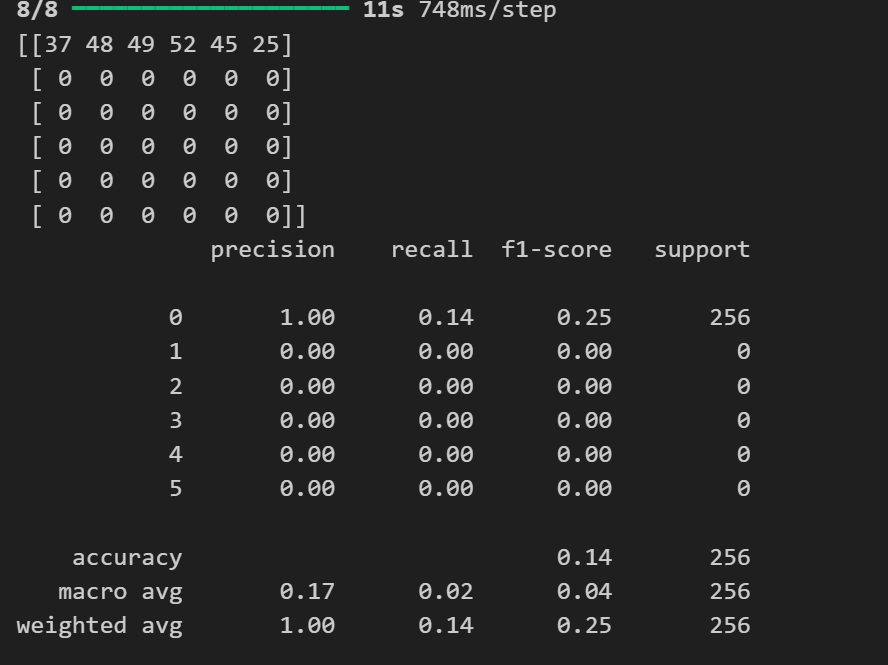 8/8 ━━━━━━━━━━━━━━━━━━━━ 11s 748ms/step
[[37 48 49 52 45 25]
 [ 0  0  0  0  0  0]
 [ 0  0  0  0  0  0]
 [ 0  0  0  0  0  0]
 [ 0  0  0  0  0  0]
 [ 0  0  0  0  0  0]]
              precision    recall  f1-score   support

           0       1.00      0.14      0.25       256
           1       0.00      0.00      0.00         0
           2       0.00      0.00      0.00         0
           3       0.00      0.00      0.00         0
           4       0.00      0.00      0.00         0
           5       0.00      0.00      0.00         0

    accuracy                           0.14       256
   macro avg       0.17      0.02      0.04       256
weighted avg       1.00      0.14      0.25       256